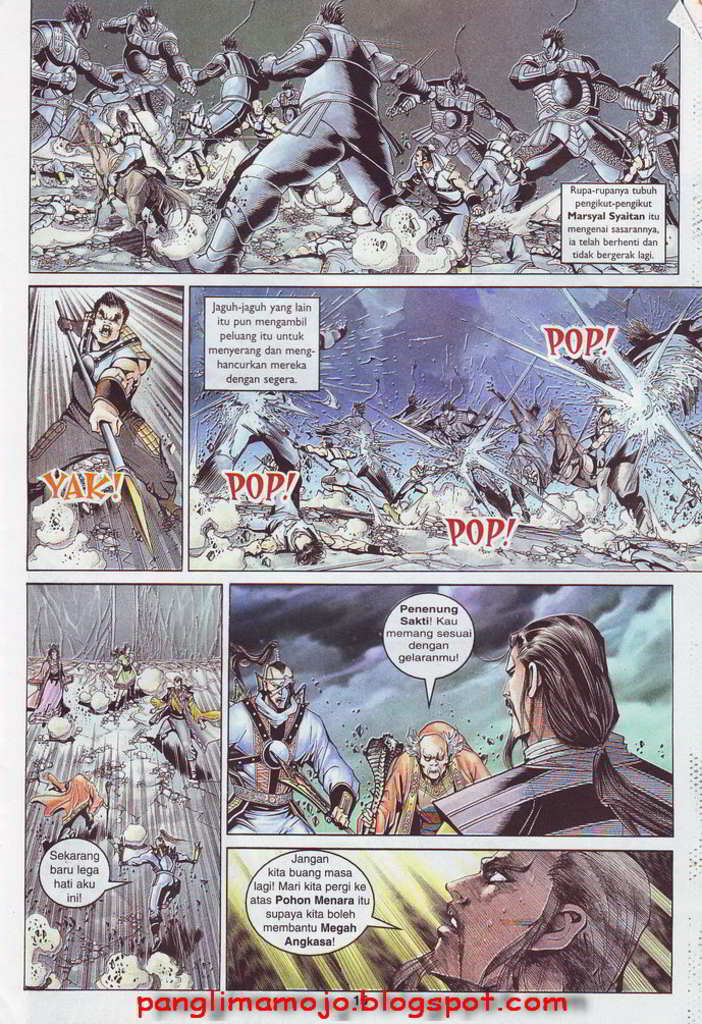 Rupa-rupanya tubuh
pengikut-pengikut
Marsyal Syaitan itu
mengenai sasarannya,
ia telah berhenti dan
tidak bergerak lagi.
YAK!
Jaguh-jaguh yang lain
itu pun mengambil
peluang itu untuk
menyerang dan meng-
hancurkan mereka
dengan segera.
POP!
POP!
POP!
Sekarang
baru lega
hati aku
ini!
Penenung
Sakti! Kau
memang sesuai
dengan
gelaranmu!
Jangan
kita buang masa
lagi! Mari kita pergi ke
atas Pohon Menara itu
supaya kita boleh
membantu Megah
Angkasa!
panglimamojo.blogspot.com